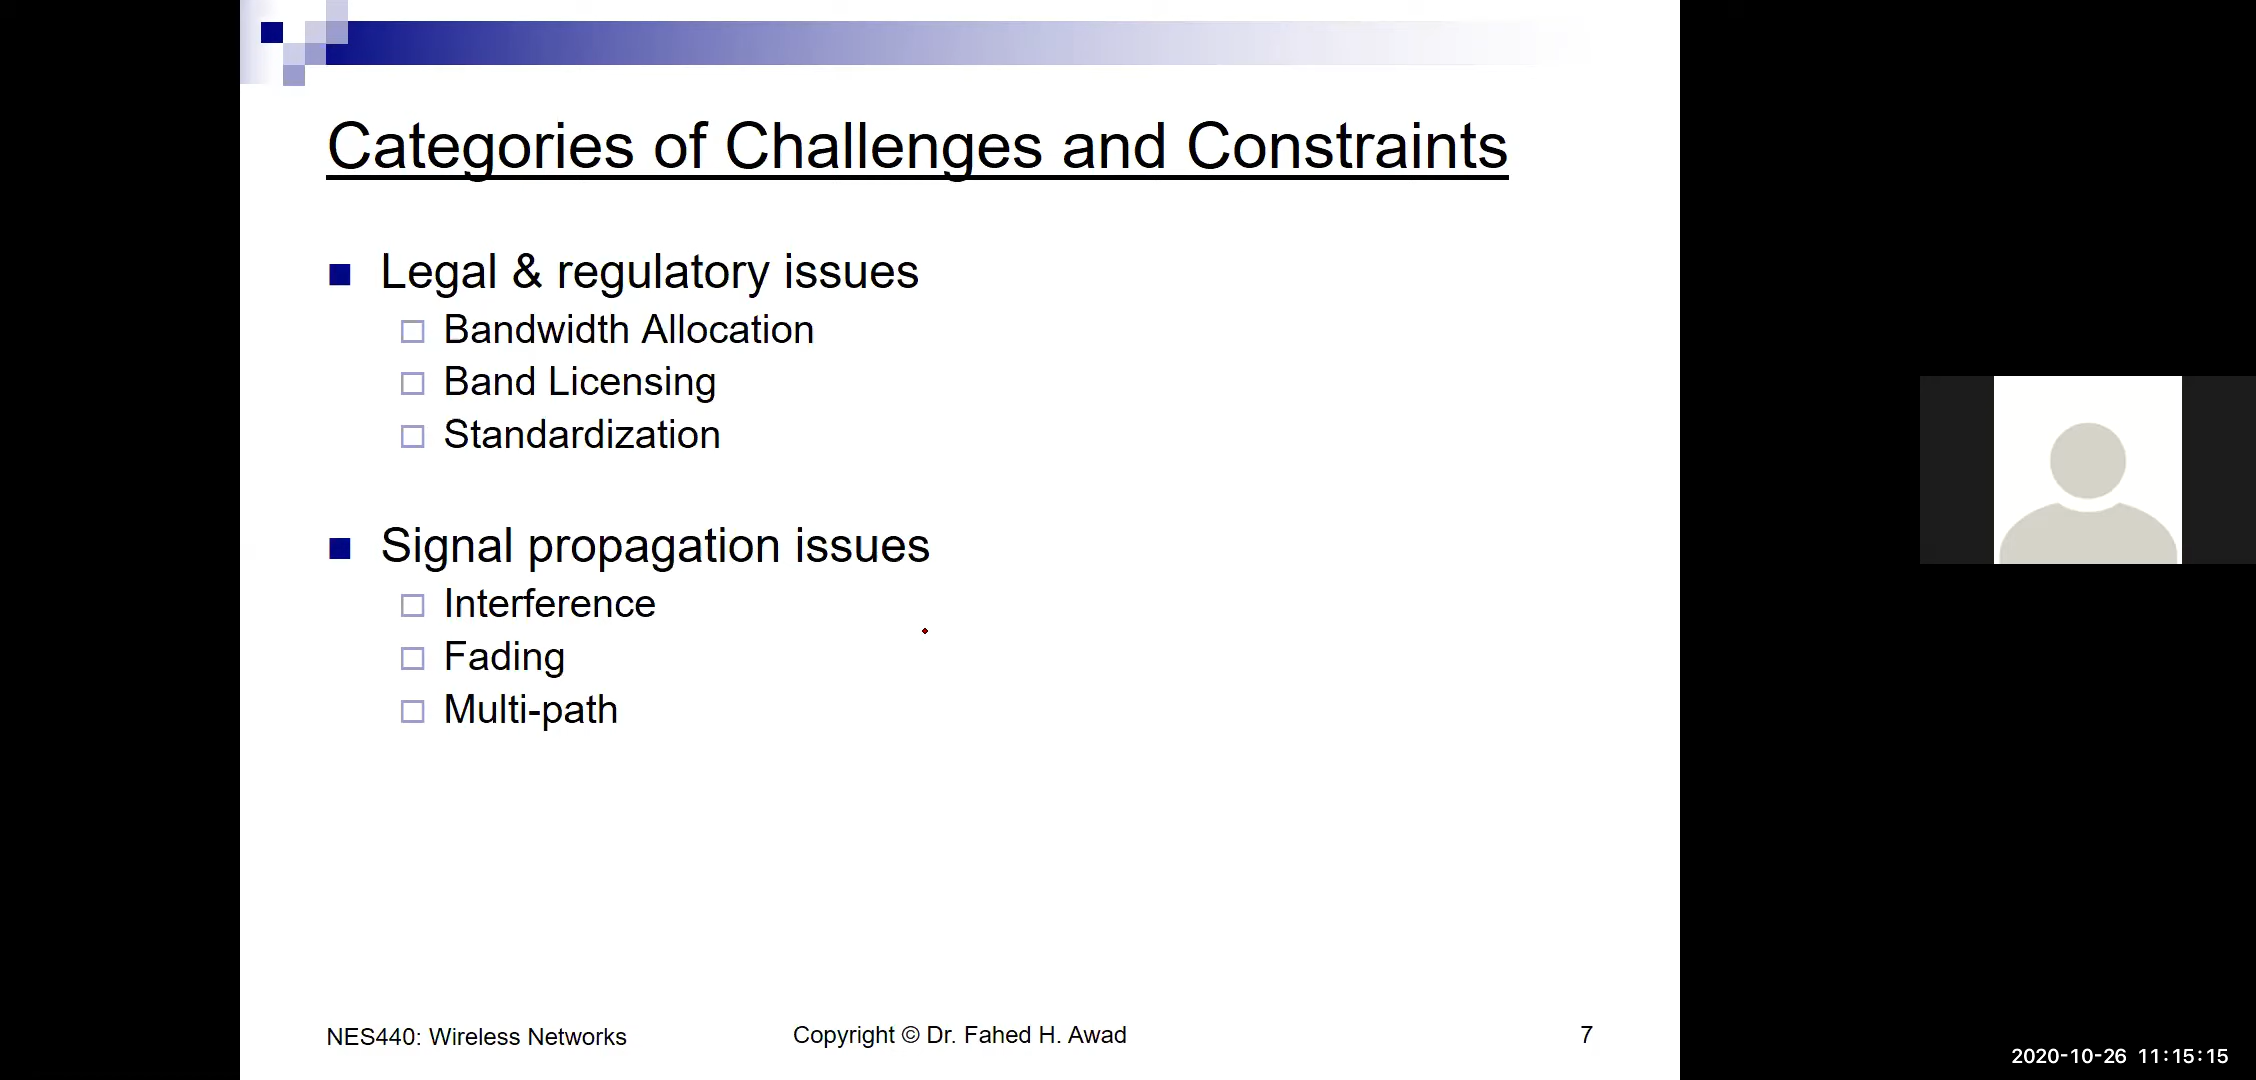 Categories of Challenges and Constraints
Legal & regulatory issues
Bandwidth Allocation
Band Licensing
Standardization
Signal propagation issues
Interference
Fading
Multi-path
NES440: Wireless Networks
Copyright © Dr. Fahed H. Awad
7
2020-10-26 11:15:15